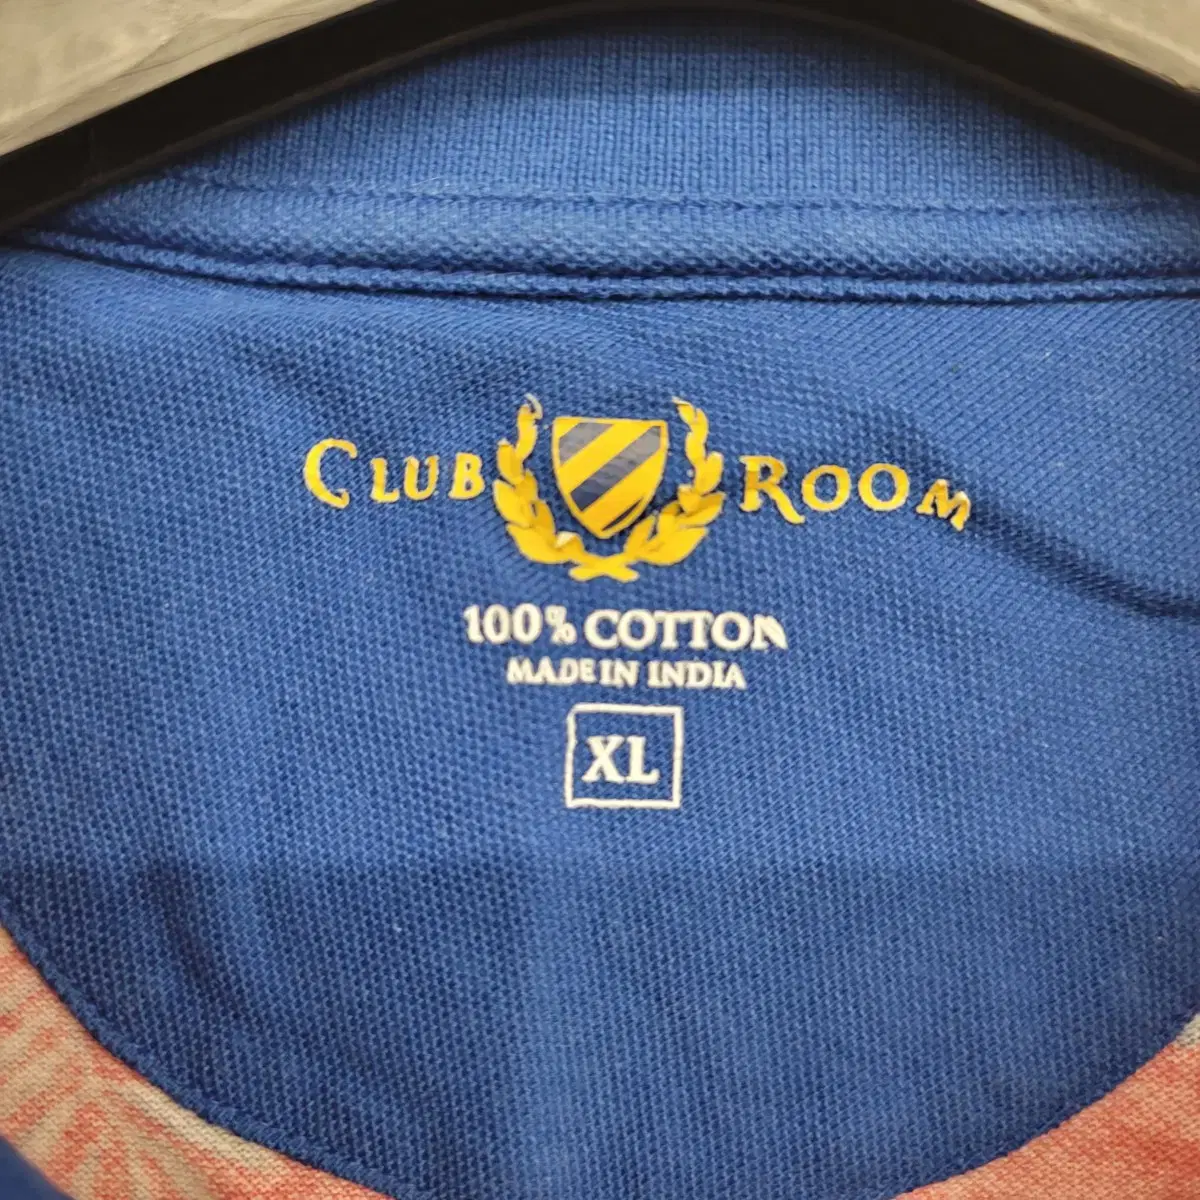 CLUB ROOM
100% COTTON
MADE IN INDIA
XL